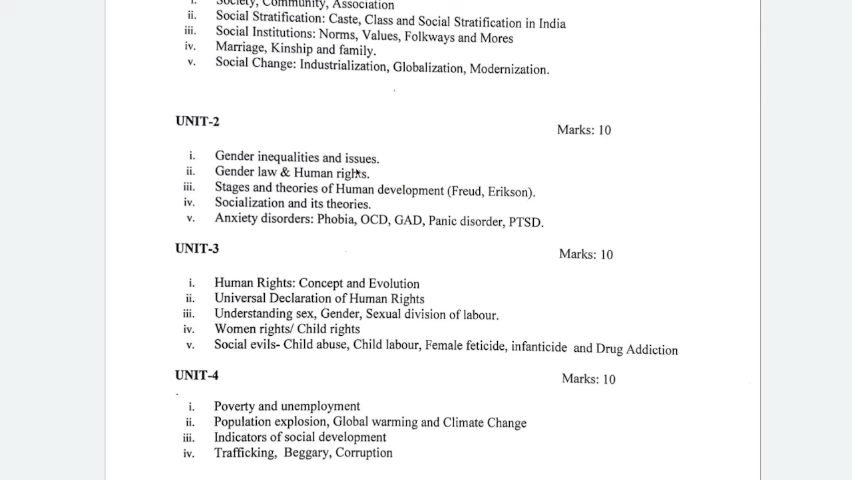 i. Society, Community, Association
ii. Social Stratification: Caste, Class and Social Stratification in India
iii. Social Institutions: Norms, Values, Folkways and Mores
iv. Marriage, Kinship and family.
v. Social Change: Industrialization, Globalization, Modernization.
UNIT-2 Marks: 10
i. Gender inequalities and issues.
ii. Gender law & Human rights.
iii. Stages and theories of Human development (Freud, Erikson).
iv. Socialization and its theories.
v. Anxiety disorders: Phobia, OCD, GAD, Panic disorder, PTSD.
UNIT-3 Marks: 10
i. Human Rights: Concept and Evolution
ii. Universal Declaration of Human Rights
iii. Understanding sex, Gender, Sexual division of labour.
iv. Women rights/ Child rights
v. Social evils- Child abuse, Child labour, Female feticide, infanticide and Drug Addiction
UNIT-4 Marks: 10
i. Poverty and unemployment
ii. Population explosion, Global warming and Climate Change
iii. Indicators of social development
iv. Trafficking, Beggary, Corruption